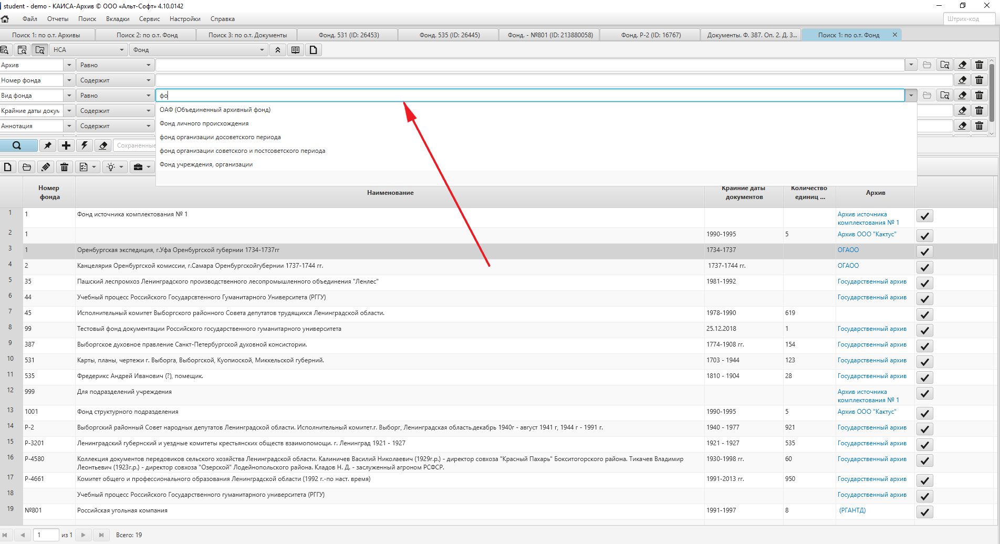 student - demo - КАИСА-Архив © ООО «Альт-Софт» 4.10.0142
Файл Отчеты Поиск Вкладки Сервис Настройки Справка Штрих-код
Поиск 1: по о.т. Архивы Поиск 2: по о.т. Фонд Поиск 3: по о.т. Документы Фонд. 531 (ID: 26453) Фонд. 535 (ID: 26445) Фонд. - №801 (ID: 213880058) Фонд. Р-2 (ID: 16767) Документы. Ф. 387. Оп. 2. Д. 3... Поиск 1: по о.т. Фонд
НСА Фонд
Архив Равно
Номер фонда Содержит
Вид фонда Равно фо
Крайние даты докум Содержит
Аннотация Содержит
ОАФ (Объединенный архивный фонд)
Фонд личного происхождения
фонд организации досоветского периода
фонд организации советского и постсоветского периода
Фонд учреждения, организации
Сохраненные
Номер фонда Наименование Крайние даты документов Количество единиц ... Архив
1 1 Фонд источника комплектования № 1 Архив источника комплектования № 1
2 1 1990-1995 5 Архив ООО "Кактус"
3 1 Оренбургская экспедиция, г.Уфа Оренбургской губернии 1734-1737гг 1734-1737 ОГАОО
4 2 Канцелярия Оренбургской комиссии, г.Самара Оренбургскойгубернии 1737-1744 гг. 1737-1744 гг. ОГАОО
5 35 Пашский леспромхоз Ленинградского производственного лесопромышленного объединения "Ленлес" 1981-1992 Государственный архив
6 44 Учебный процесс Российского Государсвтенного Гуманитарного Университета (РГГУ) Государственный архив
7 45 Исполнительный комитет Выборгского районного Совета депутатов трудящихся Ленинградской области. 1978-1990 619
8 99 Тестовый фонд документации Российского государственного гуманитарного университета 25.12.2018 1 Государственный архив
9 387 Выборгское духовное правление Санкт-Петербургской духовной консистории. 1774-1908 гг. 154 Государственный архив
10 531 Карты, планы, чертежи г. Выборга, Выборгской, Куопиоской, Миккельской губерний. 1703 - 1944 123 Государственный архив
11 535 Фредерикс Андрей Иванович (?), помещик. 1810 - 1904 28 Государственный архив
12 999 Для подразделений учреждения Архив источника комплектования № 1
13 1001 Фонд структурного подразделения 1990-1995 5 Архив ООО "Кактус"
14 Р-2 Выборгский районный Совет народных депутатов Ленинградской области. Исполнительный комитет.г. Выборг, Ленинградская область.декабрь 1940г - август 1941 г, 1944 г - 1991 г. 1940 - 1977 921 Государственный архив
15 Р-3201 Ленинградский губернский и уездные комитеты крестьянских обществ взаимопомощи. г. Ленинград 1921 - 1927 1921 - 1927 535 Государственный архив
16 Р-4580 Коллекция документов передовиков сельского хозяйства Ленинградской области. Калиничев Василий Николаевич (1929г.р.) - директор совхоза "Красный Пахарь" Бокситогорского района. Тикачев Владимир Леонтьевич (1923г.р.) - директор совхоза "Озерской" Лодейнопольского района. Кладов Н. Д. - заслуженный агроном РСФСР. 1930-1998 гг. 60 Государственный архив
17 Р-4661 Комитет общего и профессионального образования Ленинградской области (1992 г.-по наст. время) 1991-2013 гг. 950 Государственный архив
18 Учебный процесс Российского Государственного гуманитарного университета (РГГУ) Государственный архив
19 №801 Российская угольная компания 1991-1997 8 (РГАНТД)
1 из 1 Всего: 19